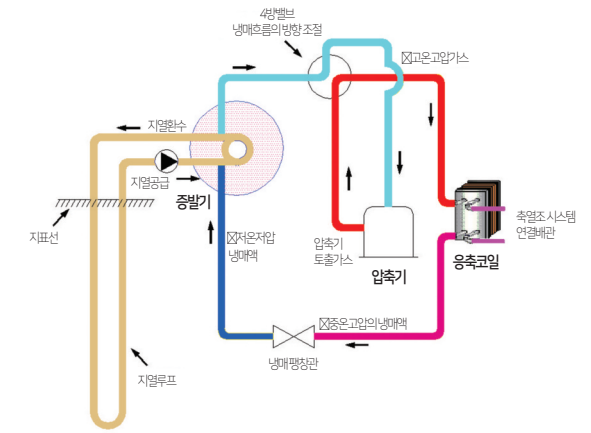 4방밸브
냉매흐름의 방향 조절
고온고압가스
지열환수
지열공급
증발기
지표선
저온저압
냉매액
압축기
토출가스
압축기
축열조 시스템
연결배관
응축코일
중온고압의 냉매액
냉매 팽창관
지열루프